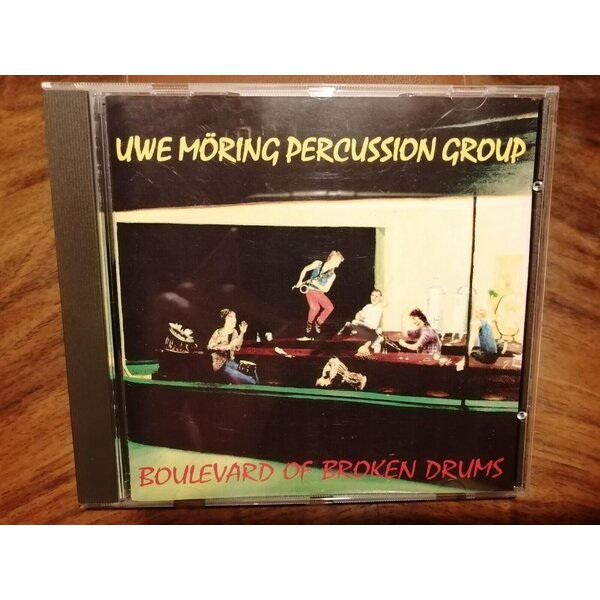 UWE MÖRING PERCUSSION GROUP
BOULEVARD OF BROKEN DRUMS